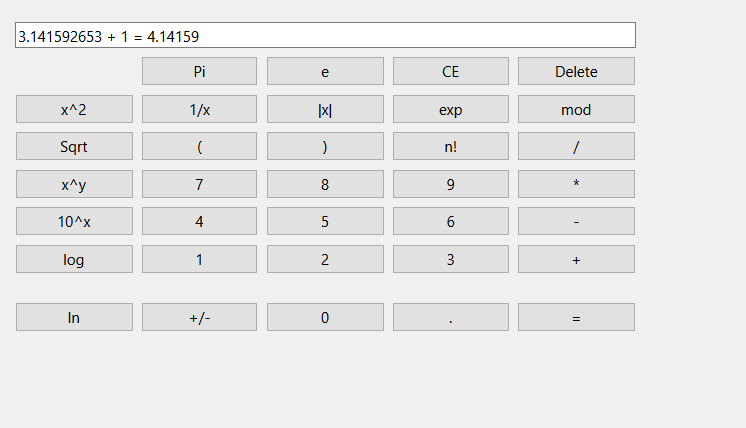 3.141592653 + 1 = 4.14159
Pi e CE Delete
x^2 1/x |x| exp mod
Sqrt ( ) n! /
x^y 7 8 9 *
10^x 4 5 6 -
log 1 2 3 +
ln +/- 0 . =